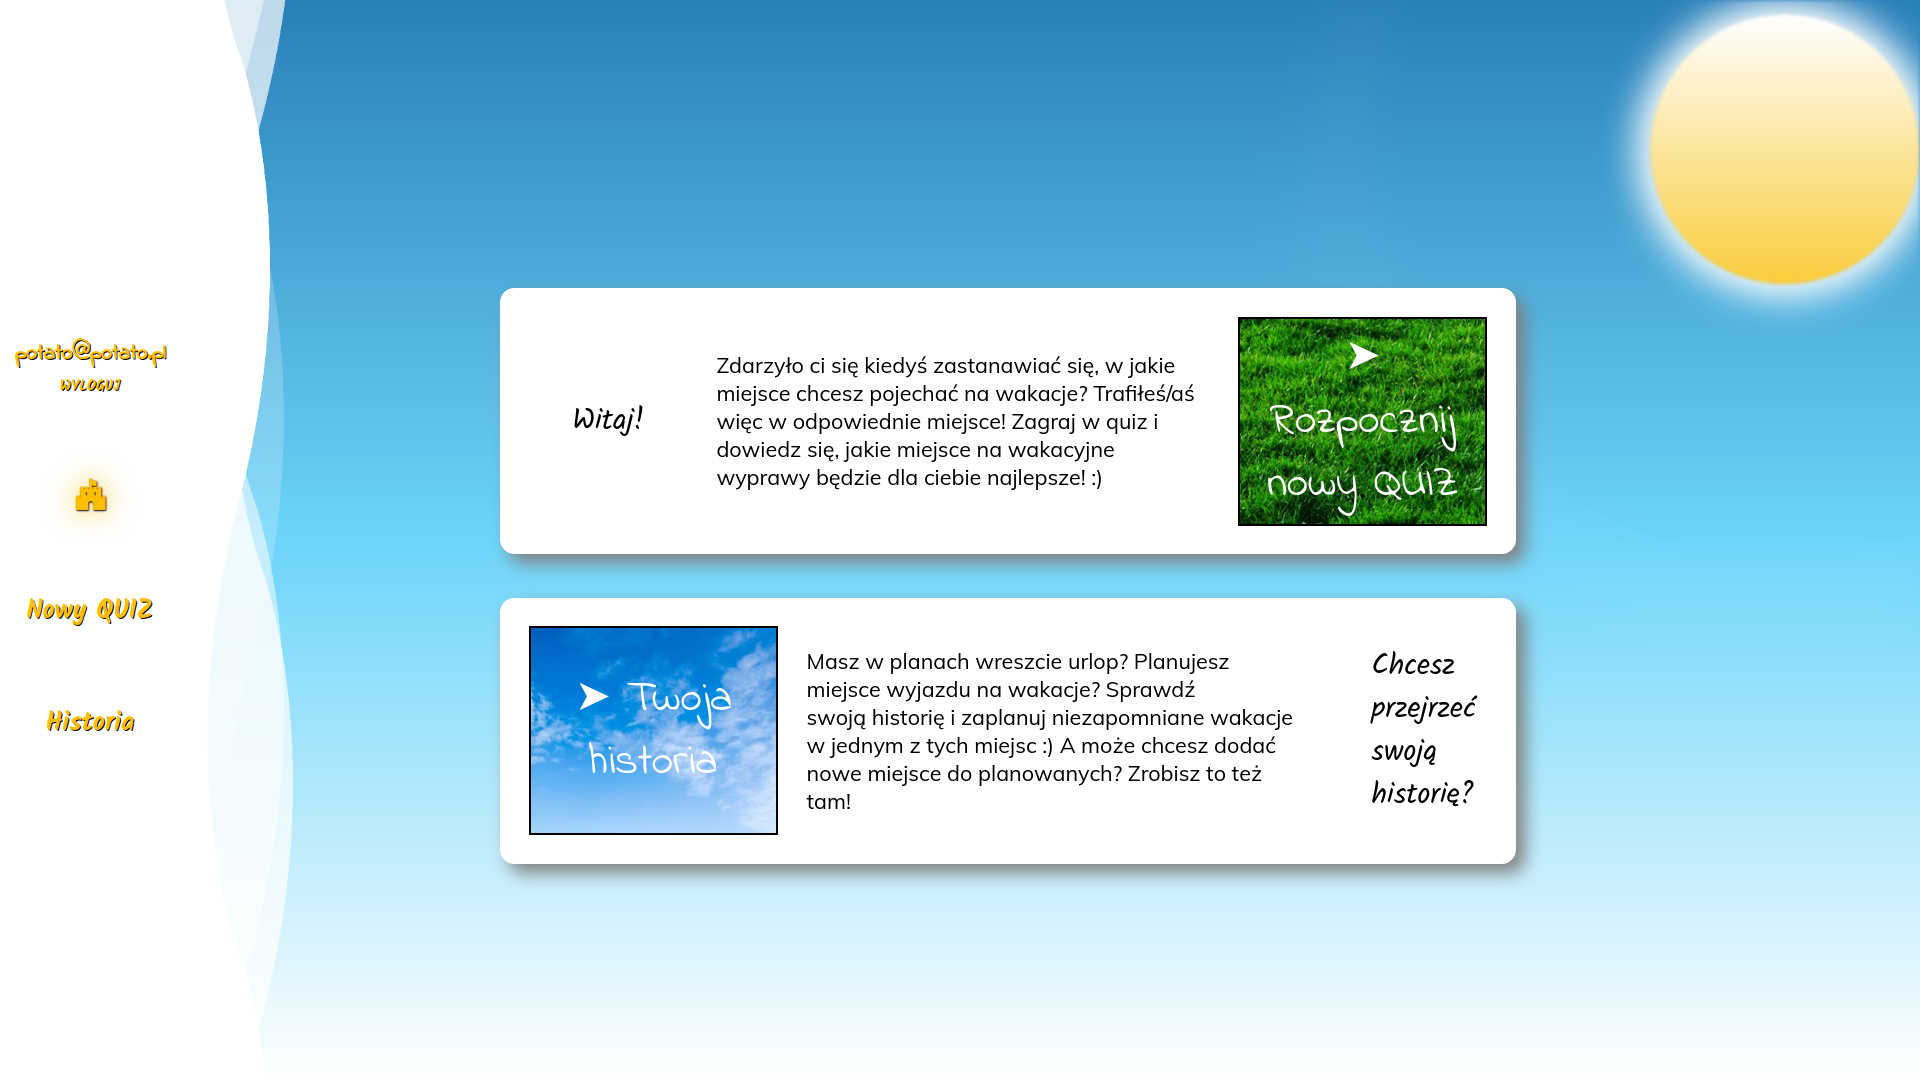 potato@potato.pl
WYLOGUJ
Nowy QUIZ
Historia
Witaj!
Zdarzyło ci się kiedyś zastanawiać się, w jakie
miejsce chcesz pojechać na wakacje? Trafiłeś/aś
więc w odpowiednie miejsce! Zagraj w quiz i
dowiedz się, jakie miejsce na wakacyjne
wyprawy będzie dla ciebie najlepsze! :)
➤
Rozpocznij
nowy QUIZ
➤ Twoja
historia
Masz w planach wreszcie urlop? Planujesz
miejsce wyjazdu na wakacje? Sprawdź
swoją historię i zaplanuj niezapomniane wakacje
w jednym z tych miejsc :) A może chcesz dodać
nowe miejsce do planowanych? Zrobisz to też
tam!
Chcesz
przejrzeć
swoją
historię?